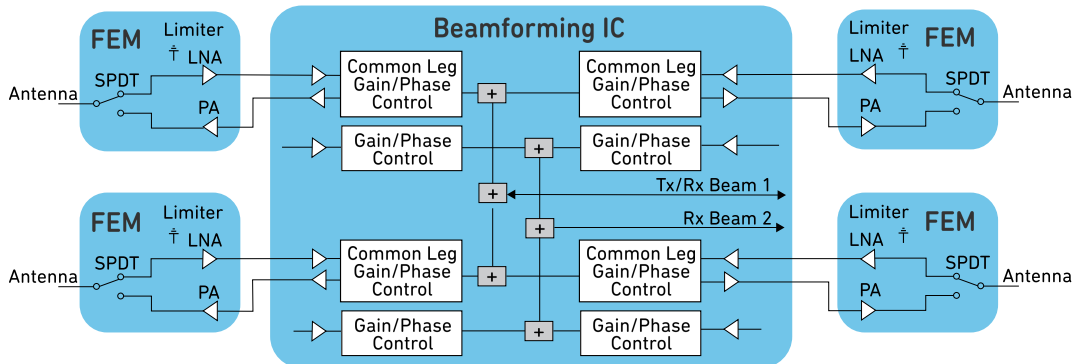 Beamforming IC
FEM
Limiter
LNA
SPDT
Antenna
PA
Common Leg
Gain/Phase
Control
+
Common Leg
Gain/Phase
Control
Limiter
FEM
LNA
SPDT
Antenna
PA
Gain/Phase
Control
+
Gain/Phase
Control
+
Tx/Rx Beam 1
+
Rx Beam 2
FEM
Limiter
LNA
SPDT
Antenna
PA
Common Leg
Gain/Phase
Control
+
Common Leg
Gain/Phase
Control
Limiter
FEM
LNA
SPDT
Antenna
PA
Gain/Phase
Control
+
Gain/Phase
Control